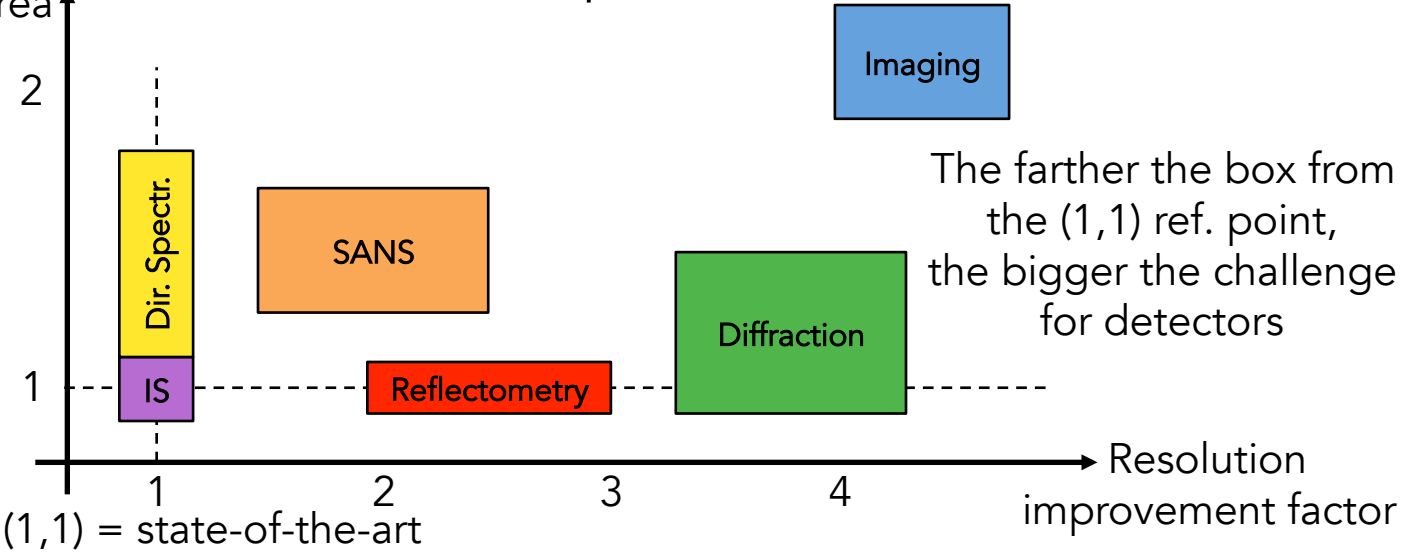 2
Imaging
The farther the box from
the (1,1) ref. point,
the bigger the challenge
for detectors
Dir. Spectr.
SANS
Diffraction
1
IS
Reflectometry
Resolution
improvement factor
1
2
3
4
(1,1) = state-of-the-art